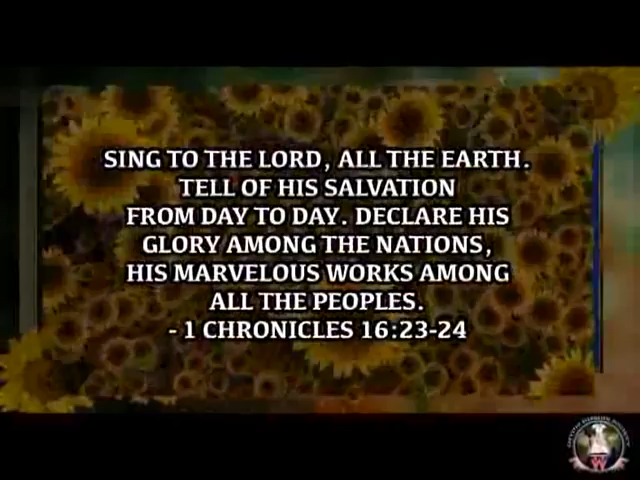 SING TO THE LORD, ALL THE EARTH.
TELL OF HIS SALVATION
FROM DAY TO DAY. DECLARE HIS
GLORY AMONG THE NATIONS,
HIS MARVELOUS WORKS AMONG
ALL THE PEOPLES.
- 1 CHRONICLES 16:23-24